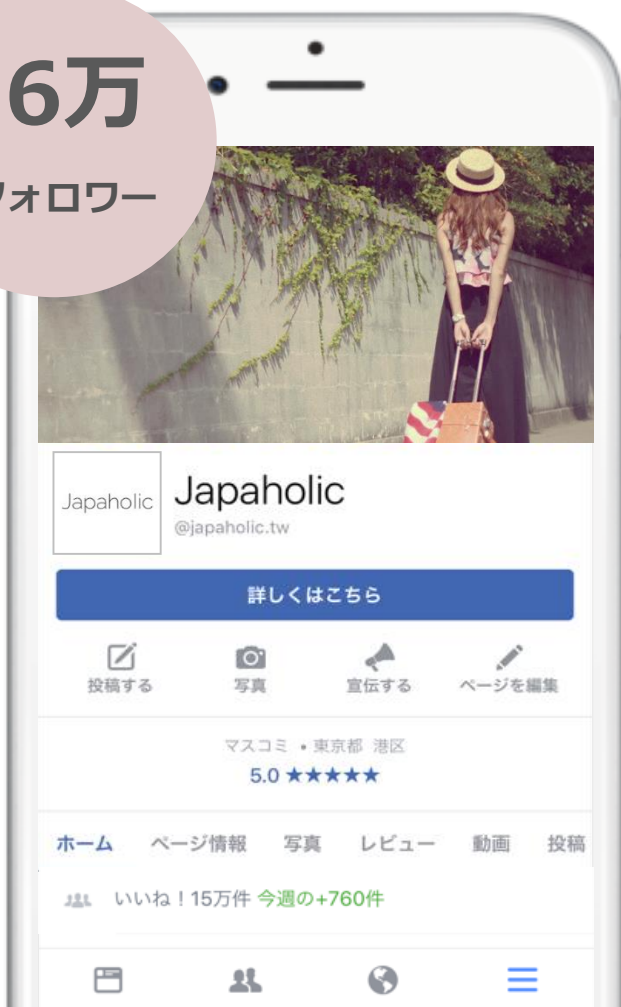 6万
フォロワー
Japaholic
Japaholic
@japaholic.tw
詳しくはこちら
投稿する 写真 宣伝する ページを編集
マスコミ • 東京都 港区
5.0 ★★★★★
ホーム ページ情報 写真 レビュー 動画 投稿
いいね！15万件 今週の+760件